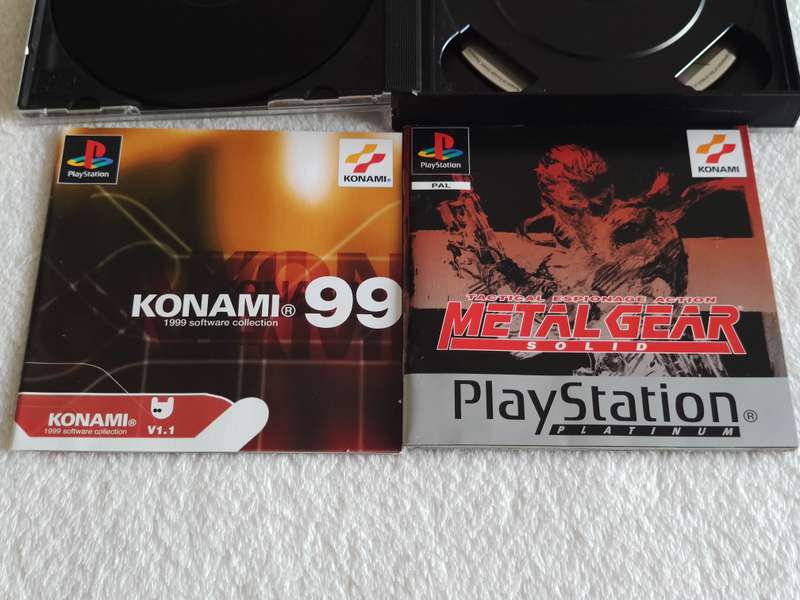 PlayStation
KONAMI®
KONAMI® 99
1999 software collection
KONAMI®
1999 software collection
V1.1
PlayStation
PAL
KONAMI
TACTICAL ESPIONAGE ACTION
METAL GEAR®
SOLID
PlayStation®
PLATINUM